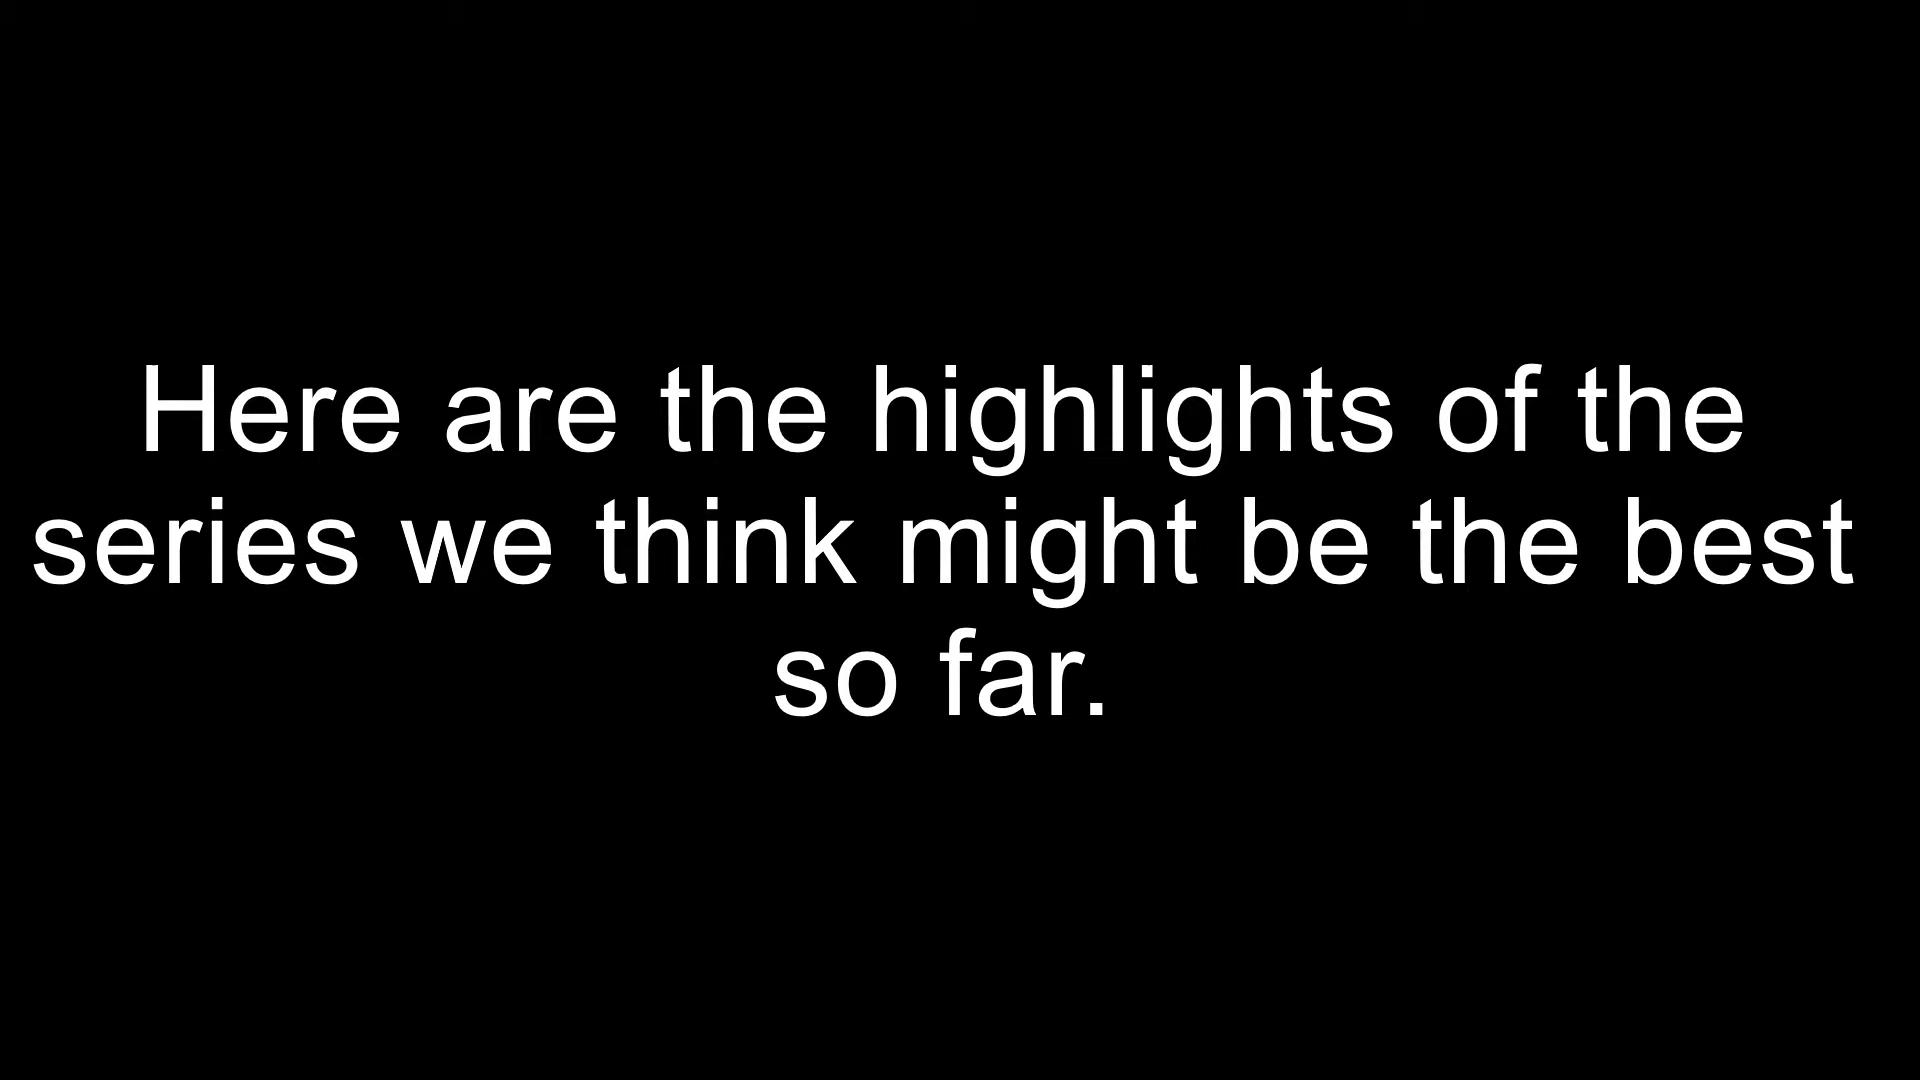 Here are the highlights of the
series we think might be the best
so far.